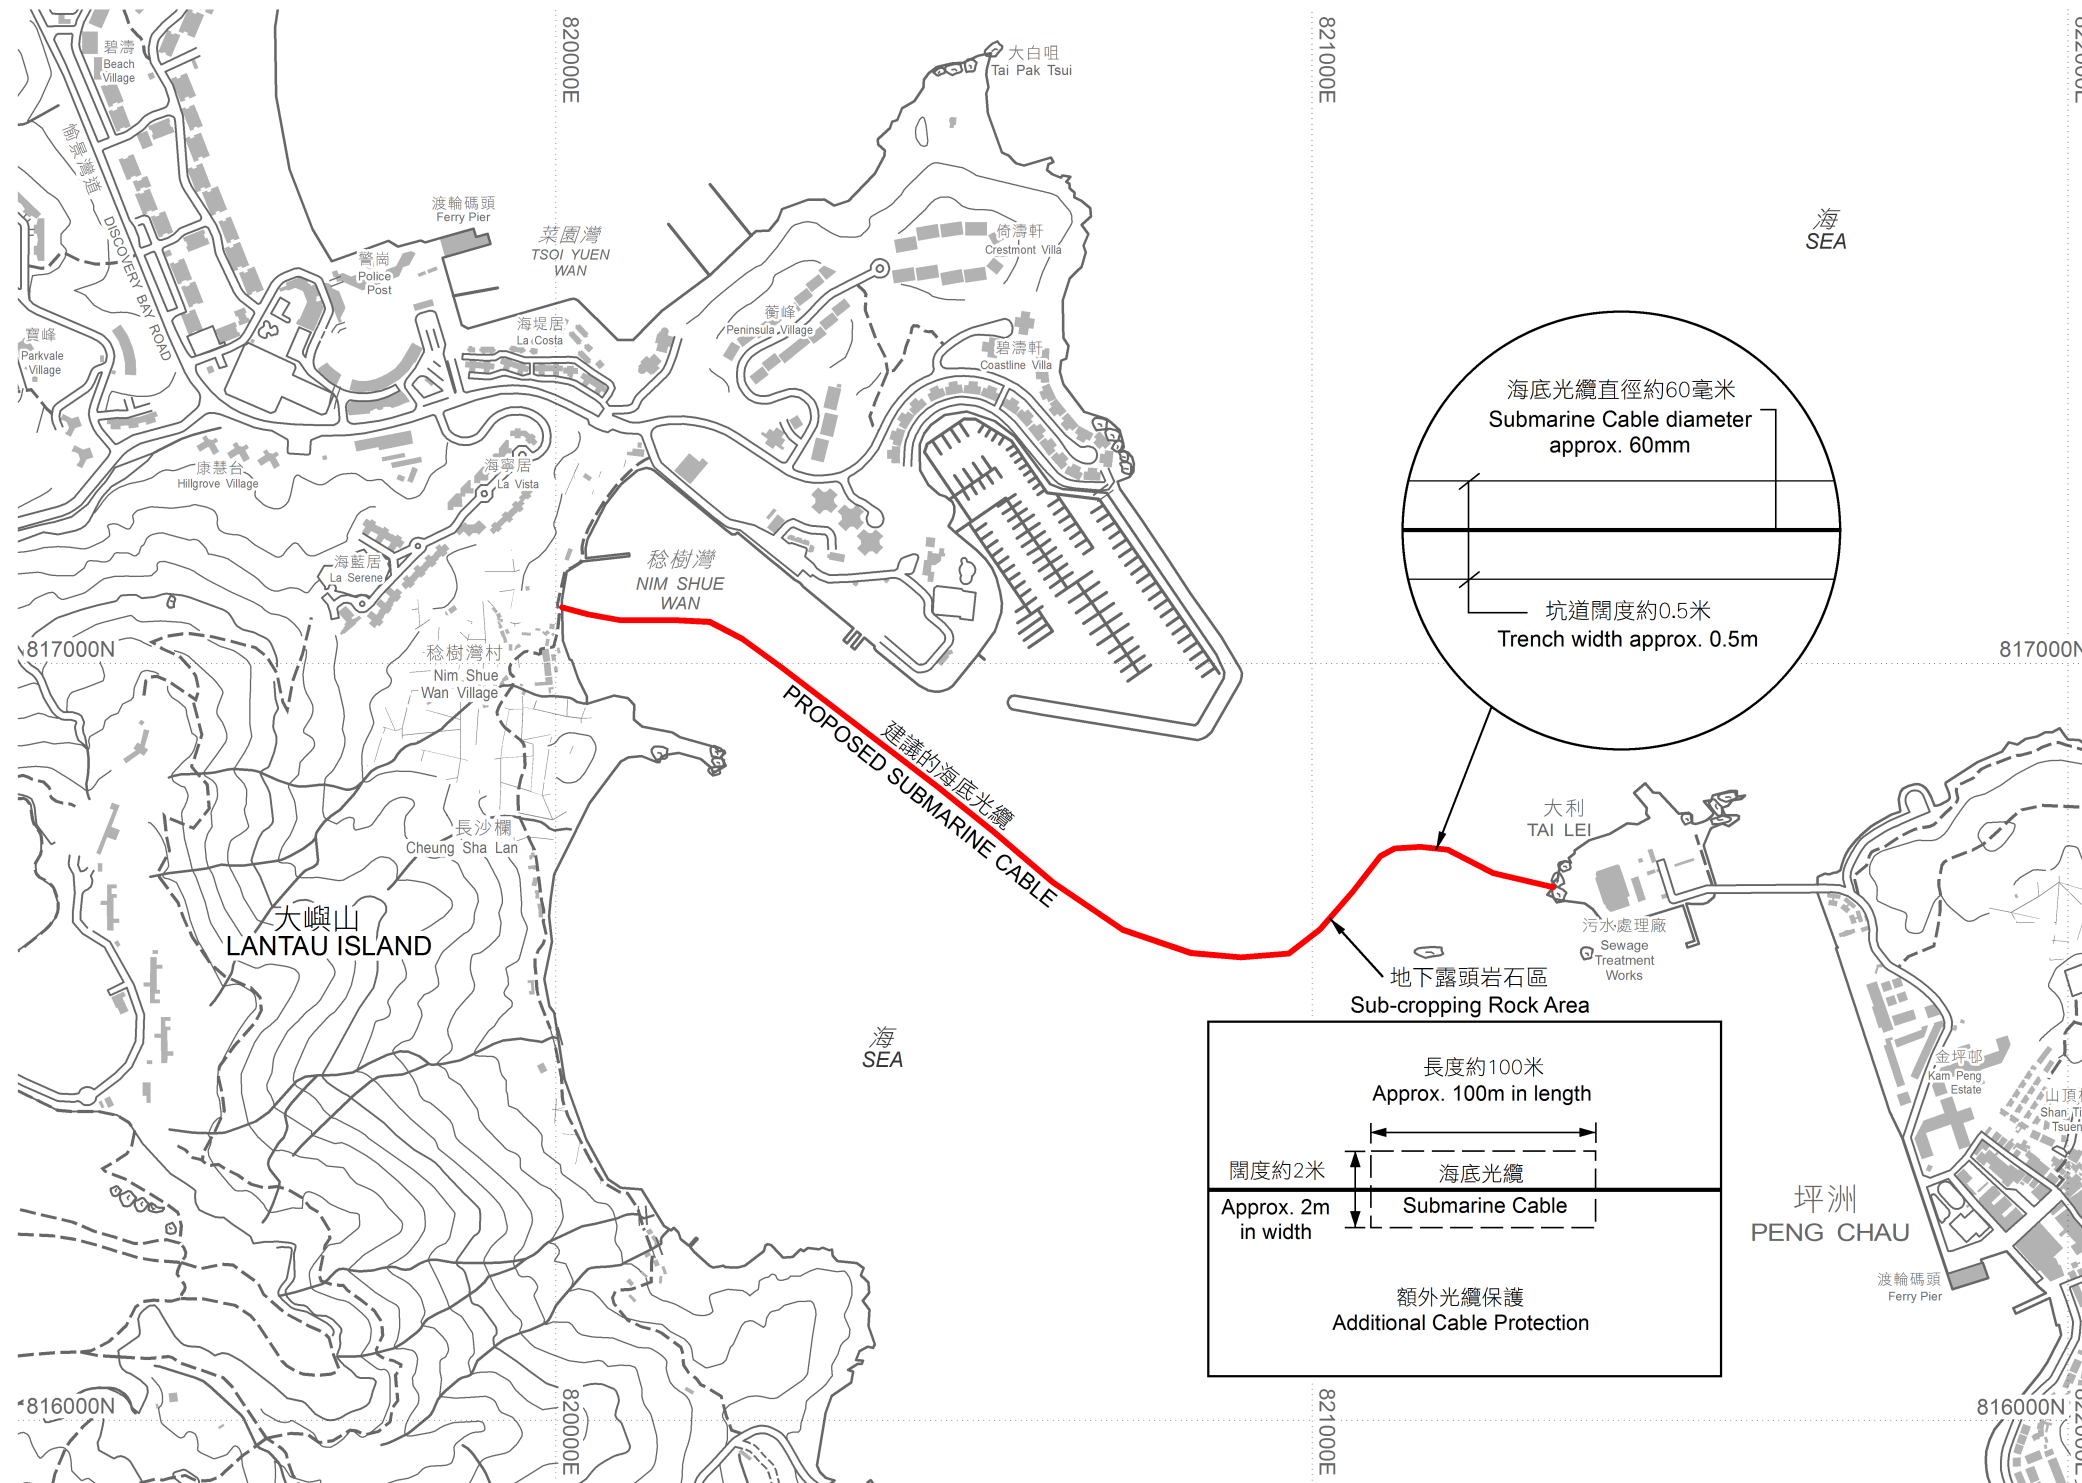 820000E
821000E
碧濤
Beach
Village
大白咀
Tai Pak Tsui
愉景灣道
DISCOVERY BAY ROAD
渡輪碼頭
Ferry Pier
菜園灣
TSOI YUEN
WAN
海
SEA
警崗
Police
Post
倚濤軒
Crestmont Villa
蘅峰
Peninsula Village
海堤居
La Costa
寶峰
Parkvale
Village
碧濤軒
Coastline Villa
海底光纜直徑約60毫米
Submarine Cable diameter
approx. 60mm
康慧台
Hillgrove Village
海寧居
La Vista
海藍居
La Serene
稔樹灣
NIM SHUE
WAN
坑道闊度約0.5米
Trench width approx. 0.5m
817000N
817000N
稔樹灣村
Nim Shue
Wan Village
建議的海底光纜
PROPOSED SUBMARINE CABLE
大利
TAI LEI
長沙欄
Cheung Sha Lan
大嶼山
LANTAU ISLAND
污水處理廠
Sewage
Treatment
Works
地下露頭岩石區
Sub-cropping Rock Area
海
SEA
長度約100米
Approx. 100m in length
金坪邨
Kam Peng
Estate
山頂
Shan Ti
Tsuen
闊度約2米
Approx. 2m
in width
海底光纜
Submarine Cable
坪洲
PENG CHAU
額外光纜保護
Additional Cable Protection
渡輪碼頭
Ferry Pier
816000N
816000N
820000E
821000E
822000E